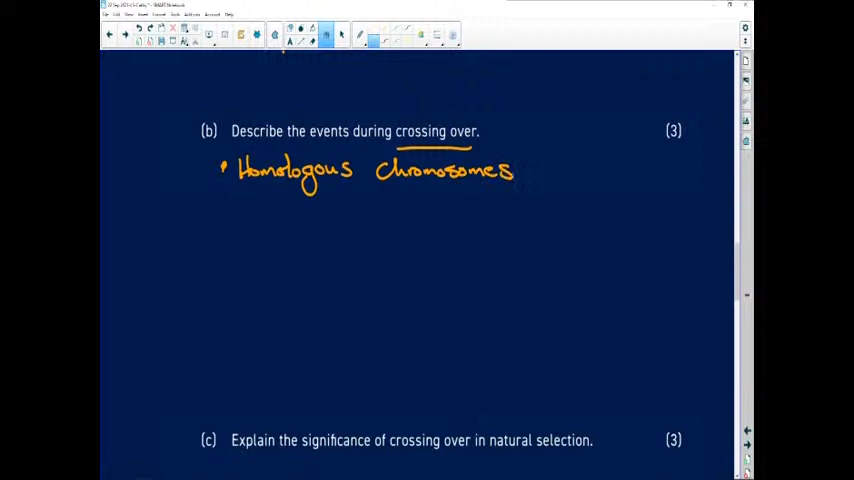 (b) Describe the events during crossing over. (3)
• Homologous chromosomes
(c) Explain the significance of crossing over in natural selection. (3)